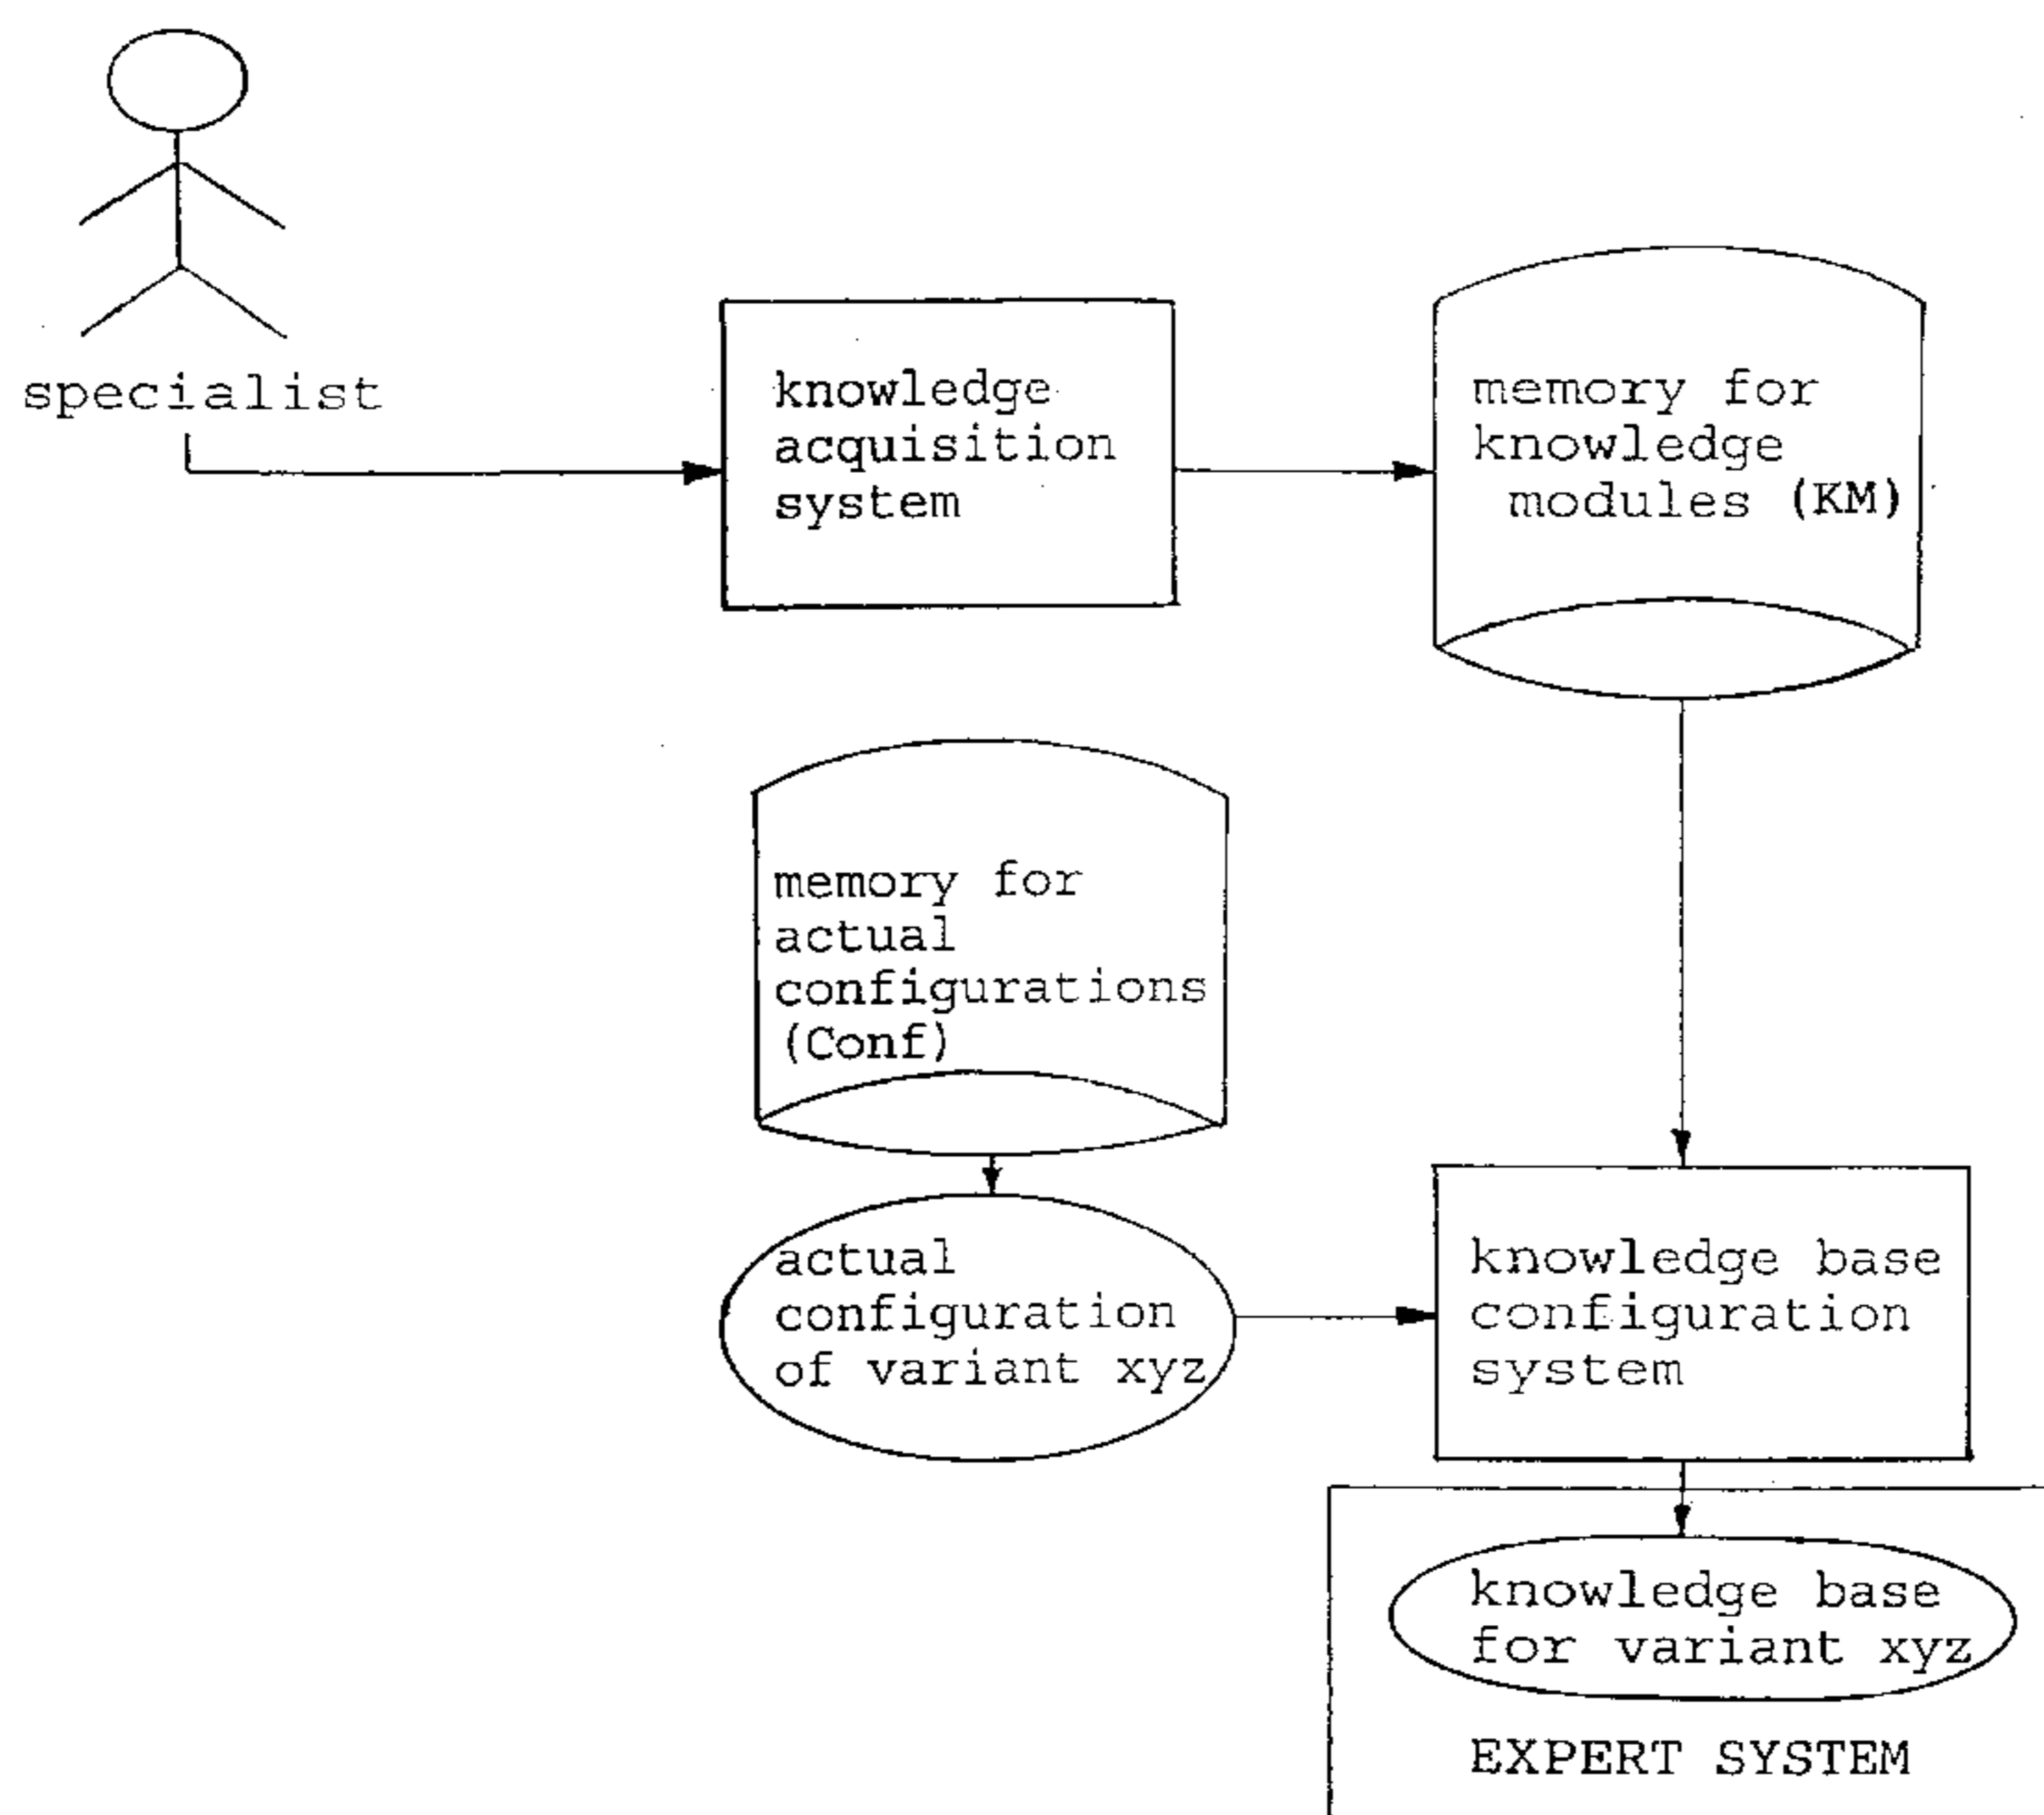 specialist
knowledge
acquisition
system
memory for
knowledge
modules (KM)
memory for
actual
configurations
(Conf)
actual
configuration
of variant xyz
knowledge base
configuration
system
knowledge base
for variant xyz
EXPERT SYSTEM